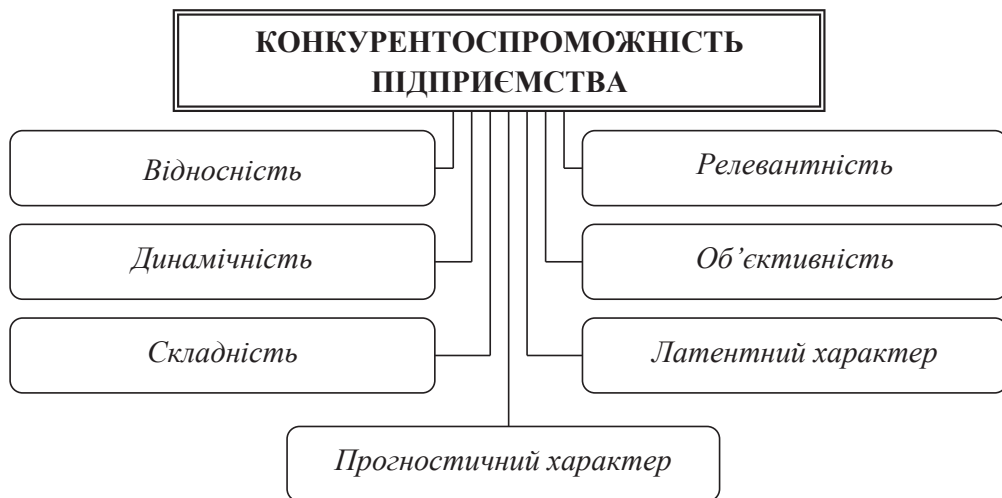 КОНКУРЕНТОСПРОМОЖНІСТЬ
ПІДПРИЄМСТВА
Відносність
Релевантність
Динамічність
Об’єктивність
Складність
Латентний характер
Прогностичний характер